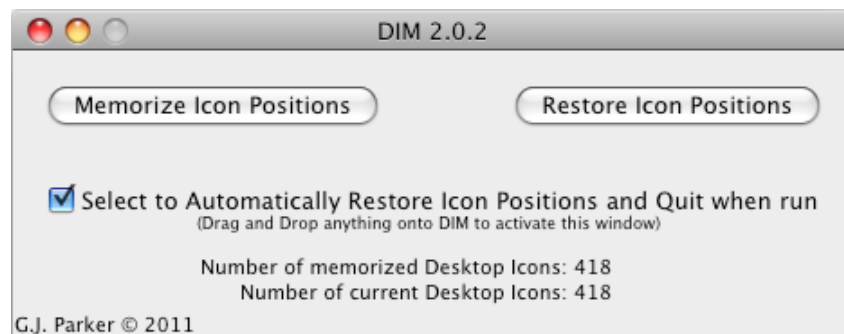 DIM 2.0.2
Memorize Icon Positions
Restore Icon Positions
Select to Automatically Restore Icon Positions and Quit when run
(Drag and Drop anything onto DIM to activate this window)
Number of memorized Desktop Icons: 418
Number of current Desktop Icons: 418
G.J. Parker © 2011